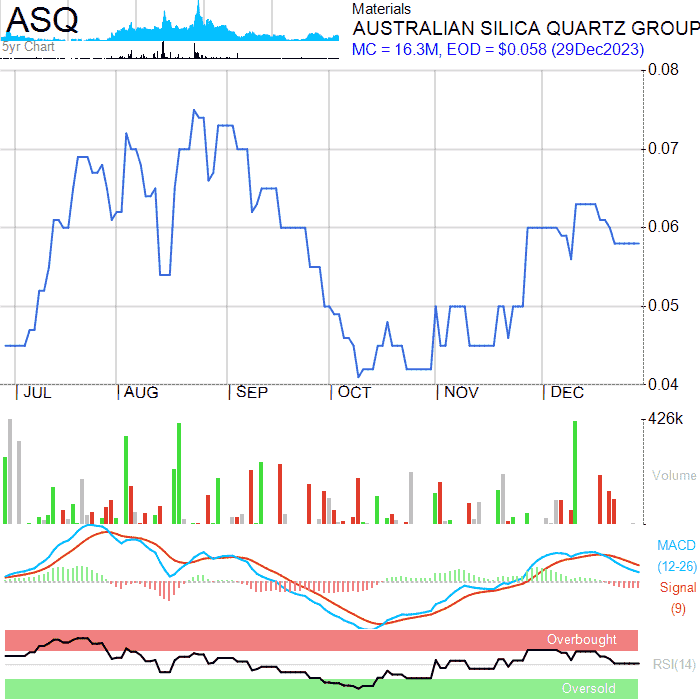 ASQ
5yr Chart
Materials
AUSTRALIAN SILICA QUARTZ GROUP
MC = 16.3M, EOD = $0.058 (29Dec2023)
0.08
0.07
0.06
0.05
0.04
JUL AUG SEP OCT NOV DEC
426k
Volume
MACD
(12-26)
Signal
(9)
Overbought
RSI(14)
Oversold